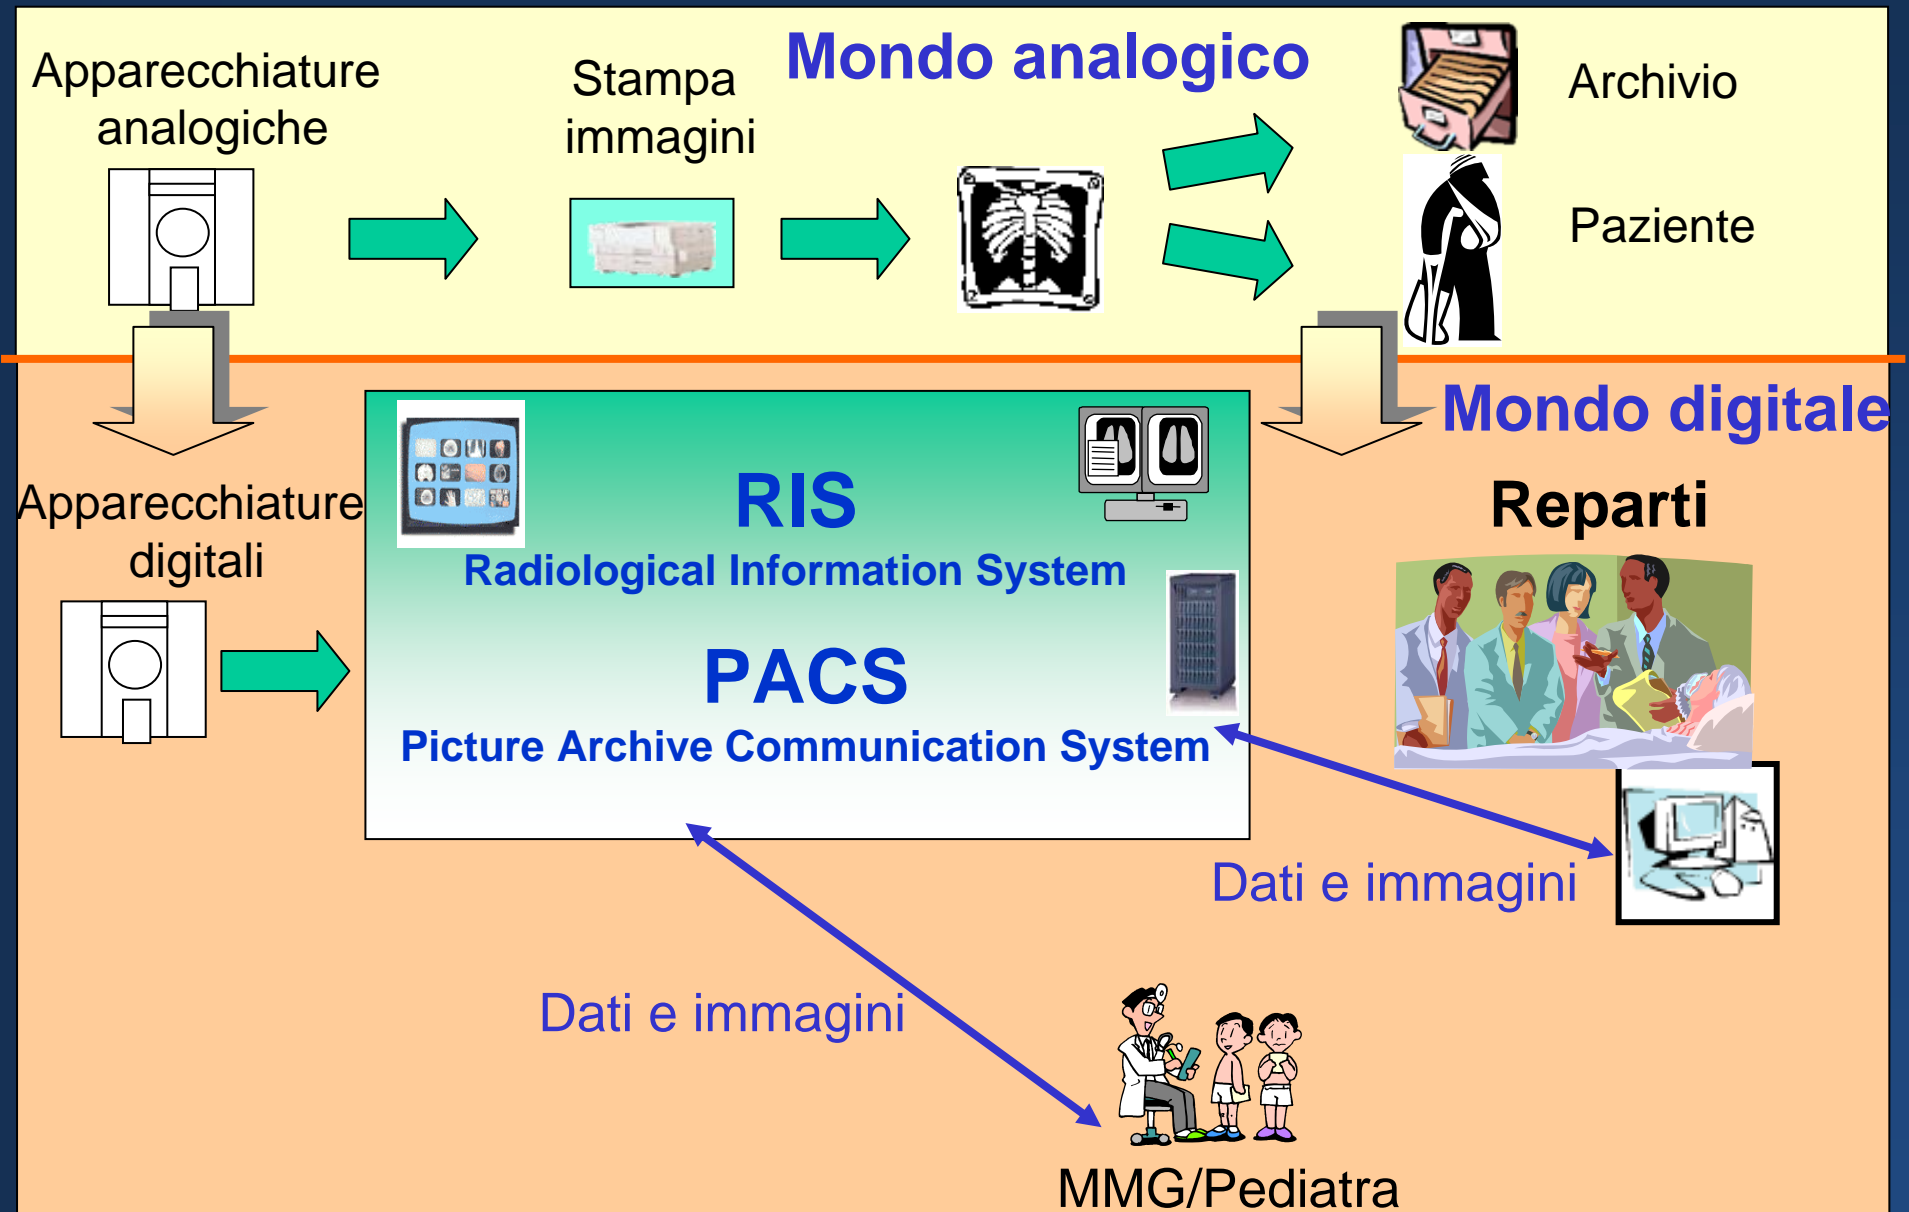 Mondo analogico
Apparecchiature
analogiche
Stampa
immagini
Archivio
Paziente
Mondo digitale
Apparecchiature
digitali
RIS
Radiological Information System
PACS
Picture Archive Communication System
Reparti
Dati e immagini
Dati e immagini
MMG/Pediatra